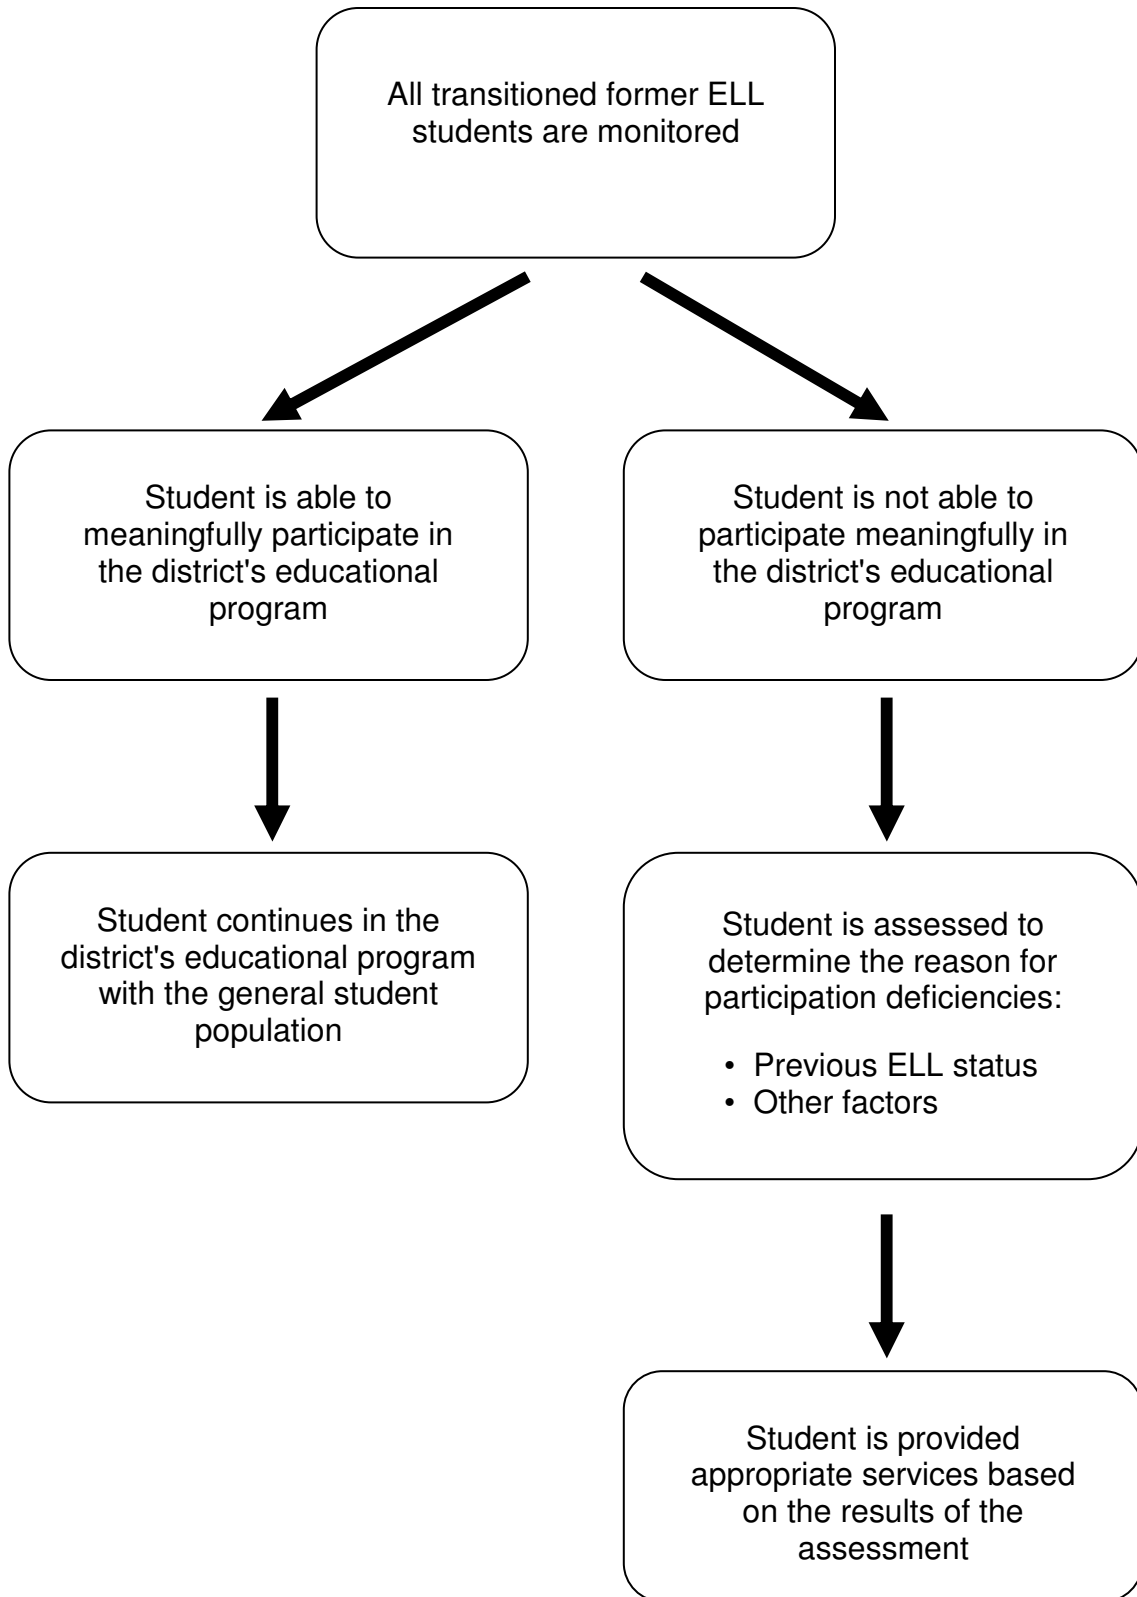 All transitioned former ELL
students are monitored
Student is able to
meaningfully participate in
the district's educational
program
Student is not able to
participate meaningfully in
the district's educational
program
Student continues in the
district's educational program
with the general student
population
Student is assessed to
determine the reason for
participation deficiencies:
• Previous ELL status
• Other factors
Student is provided
appropriate services based
on the results of the
assessment